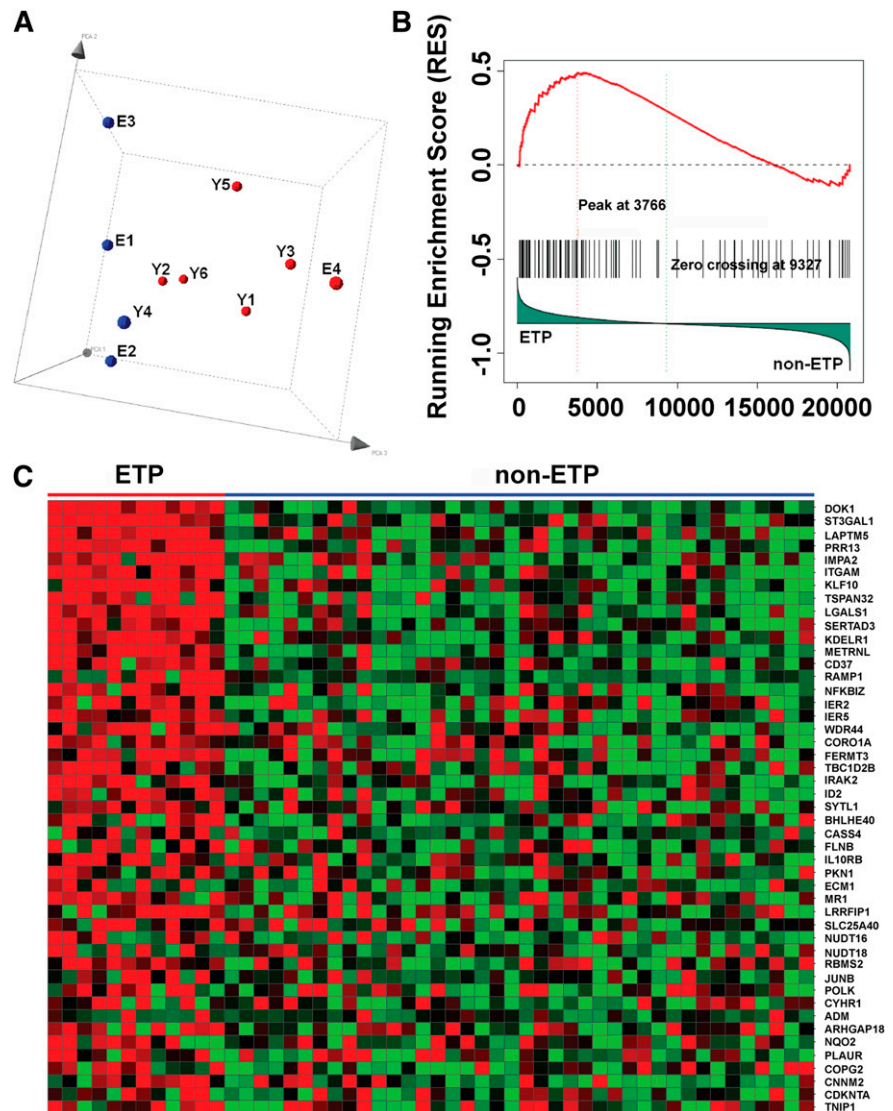 A
PCA 2
E3
Y5
E1
Y3
Y2
Y6
E4
Y1
Y4
PCA 1
E2
PCA 3
B
Running Enrichment Score (RES)
0.5
0.0
-0.5
-1.0
Peak at 3766
Zero crossing at 9327
ETP
non-ETP
0 5000 10000 15000 20000
C
ETP non-ETP
DOK1
ST3GAL1
LAPTM5
PRR13
IMPA2
ITGAM
KLF10
TSPAN32
LGALS1
SERTAD3
KDELR1
METRNL
CD37
RAMP1
NFKBIZ
IER2
IER5
WDR44
CORO1A
FERMT3
TBC1D2B
IRAK2
ID2
SYTL1
BHLHE40
CASS4
FLNB
IL10RB
PKN1
ECM1
MR1
LRRFIP1
SLC25A40
NUDT16
NUDT18
RBMS2
JUNB
POLK
CYHR1
ADM
ARHGAP18
NQO2
PLAUR
COPG2
CNNM2
CDKNTA
TNIP1